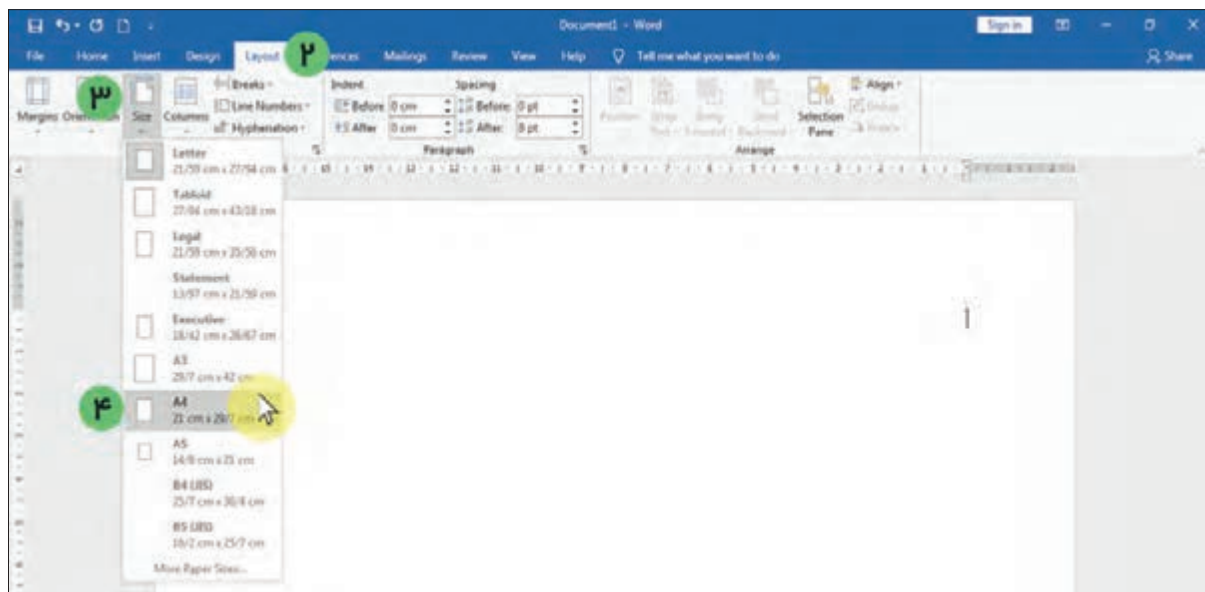 Document1 - Word
Sign in
File Home Insert Design Layout ۲ ences Mailings Review View Help Tell me what you want to do Share
Margins ۳ Size Columns
Breaks
Line Numbers
Hyphenation
Indent Spacing
Before 0 cm Before: 0 pt
After 0 cm After: 8 pt
Paragraph
Position
Selection Pane
Align
Arrange
Letter
21/59 cm x 27/94 cm
Tabloid
27/94 cm x 43/18 cm
Legal
21/59 cm x 35/56 cm
Statement
13/97 cm x 21/59 cm
Executive
18/42 cm x 26/67 cm
A3
29/7 cm x 42 cm
۴ A4
21 cm x 29/7 cm
A5
14/8 cm x 21 cm
B4 (JIS)
25/7 cm x 36/4 cm
B5 (JIS)
18/2 cm x 25/7 cm
More Paper Sizes...